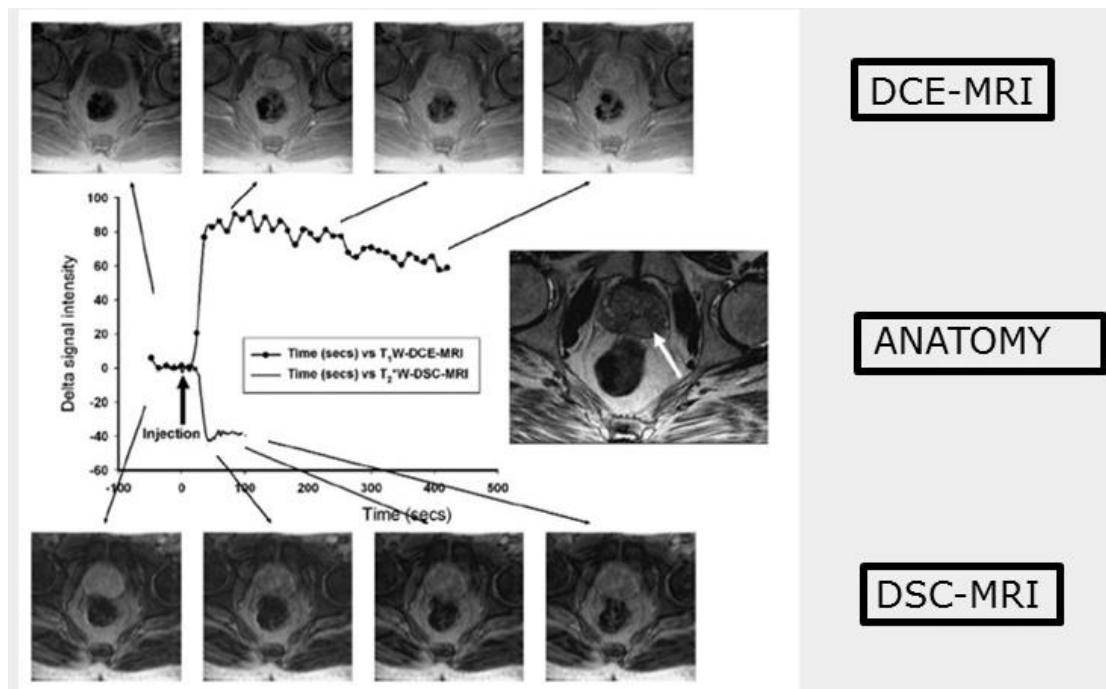 DCE-MRI
100
80
60
40
20
0
-20
-40
-60
Delta signal intensity
Time (secs) vs T₁W-DCE-MRI
Time (secs) vs T₂*W-DSC-MRI
Injection
-100 0 100 200 300 400 500
Time (secs)
ANATOMY
DSC-MRI